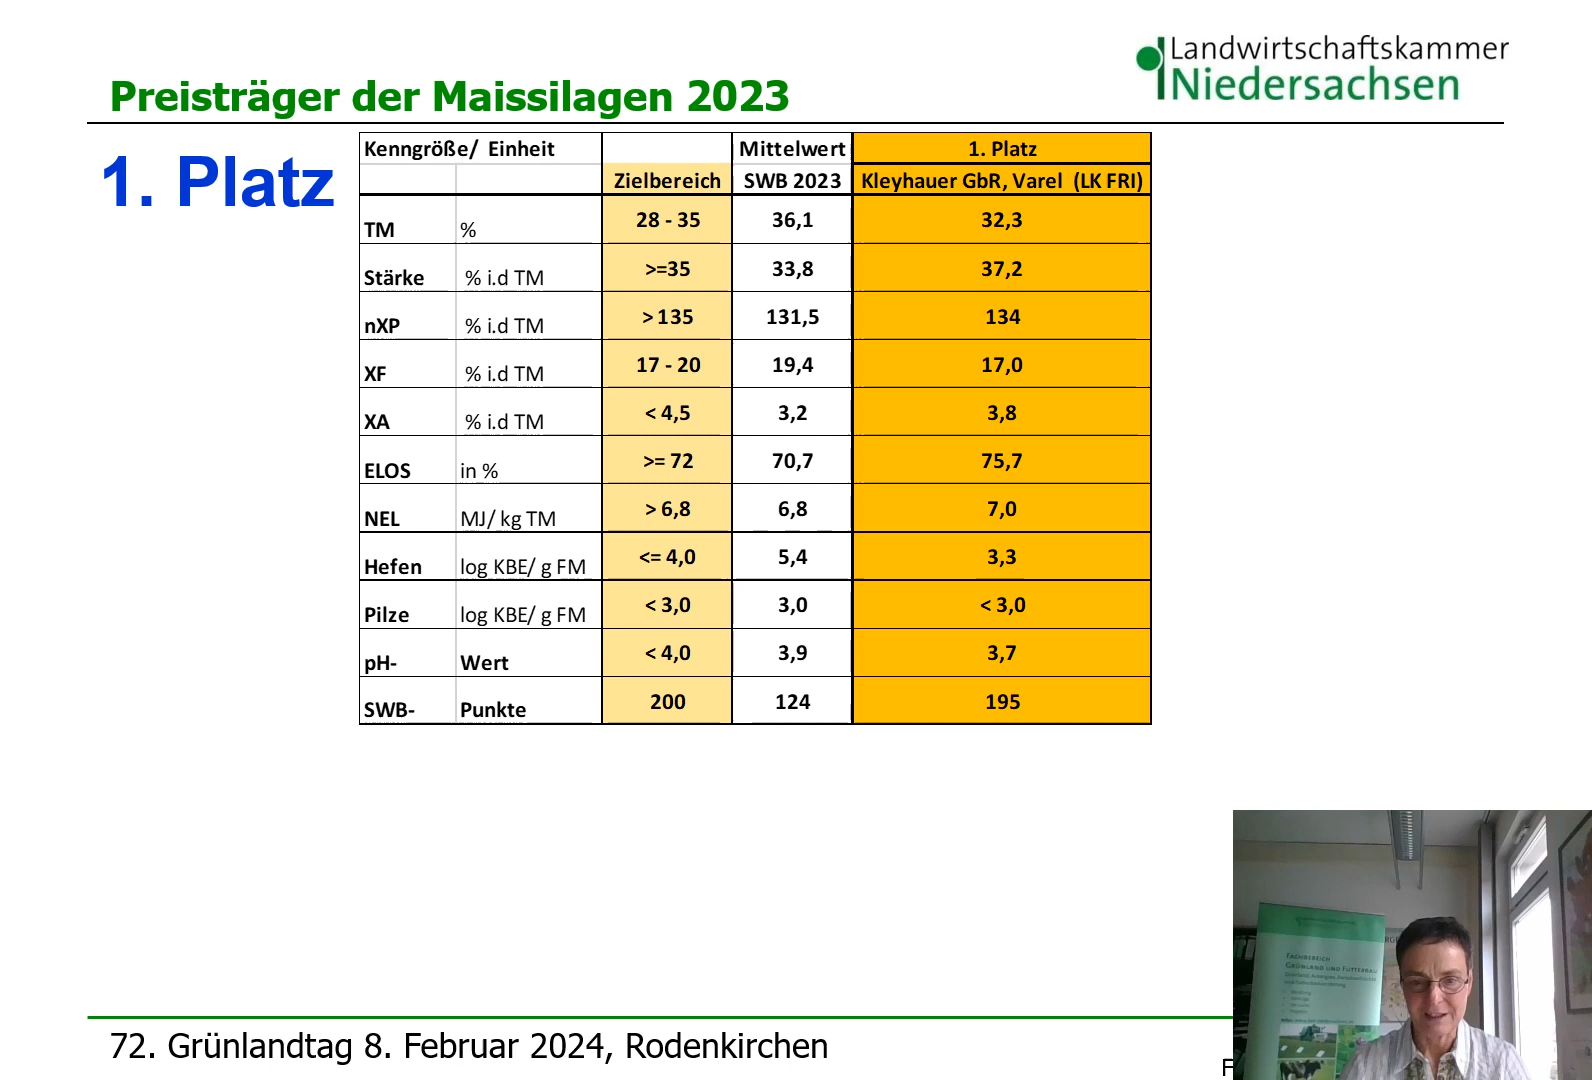 Landwirtschaftskammer
Niedersachsen
Preisträger der Maissilagen 2023
1. Platz
Kenngröße/ Einheit Mittelwert 1. Platz
Zielbereich SWB 2023 Kleyhauer GbR, Varel (LK FRI)
TM % 28 - 35 36,1 32,3
Stärke % i.d TM >=35 33,8 37,2
nXP % i.d TM > 135 131,5 134
XF % i.d TM 17 - 20 19,4 17,0
XA % i.d TM < 4,5 3,2 3,8
ELOS in % >= 72 70,7 75,7
NEL MJ/ kg TM > 6,8 6,8 7,0
Hefen log KBE/ g FM <= 4,0 5,4 3,3
Pilze log KBE/ g FM < 3,0 3,0 < 3,0
pH- Wert < 4,0 3,9 3,7
SWB- Punkte 200 124 195
Fachbereich
Grünland und Futterbau
72. Grünlandtag 8. Februar 2024, Rodenkirchen
F